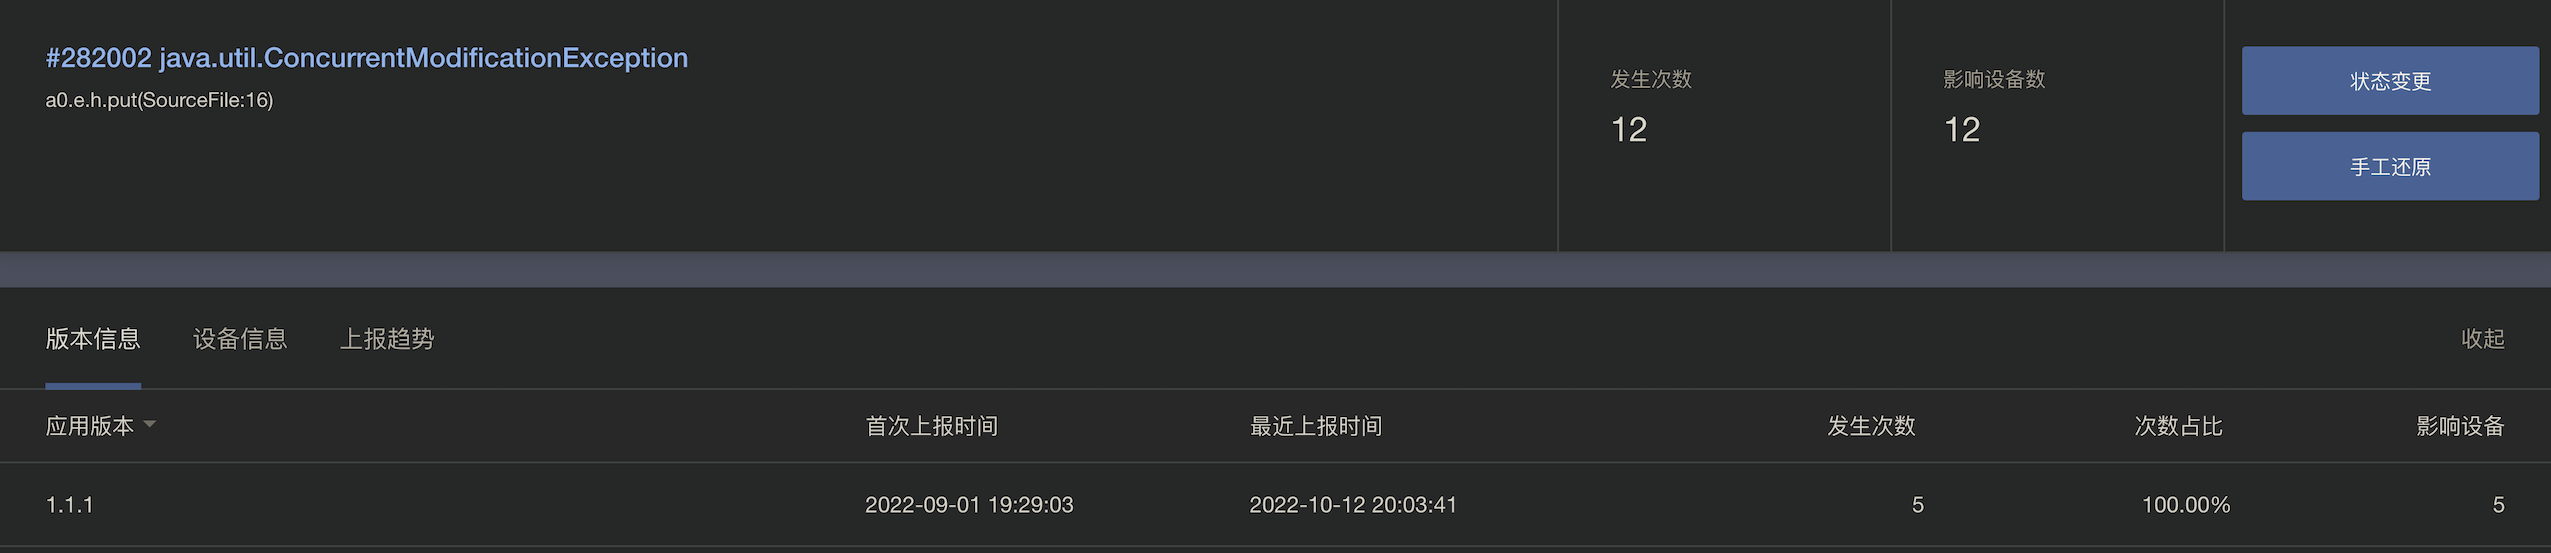 #282002 java.util.ConcurrentModificationException
a0.e.h.put(SourceFile:16)
发生次数
12
影响设备数
12
状态变更
手工还原
版本信息 设备信息 上报趋势 收起
应用版本 首次上报时间 最近上报时间 发生次数 次数占比 影响设备
1.1.1 2022-09-01 19:29:03 2022-10-12 20:03:41 5 100.00% 5